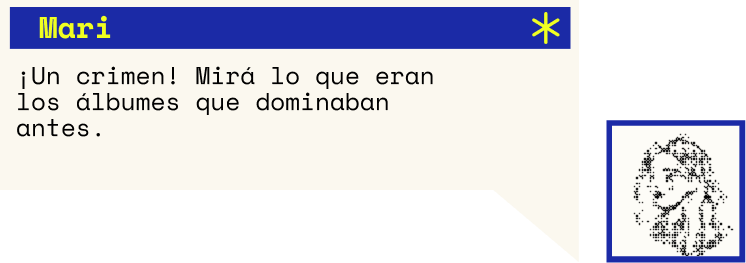 Mari
¡Un crimen! Mirá lo que eran
los álbumes que dominaban
antes.